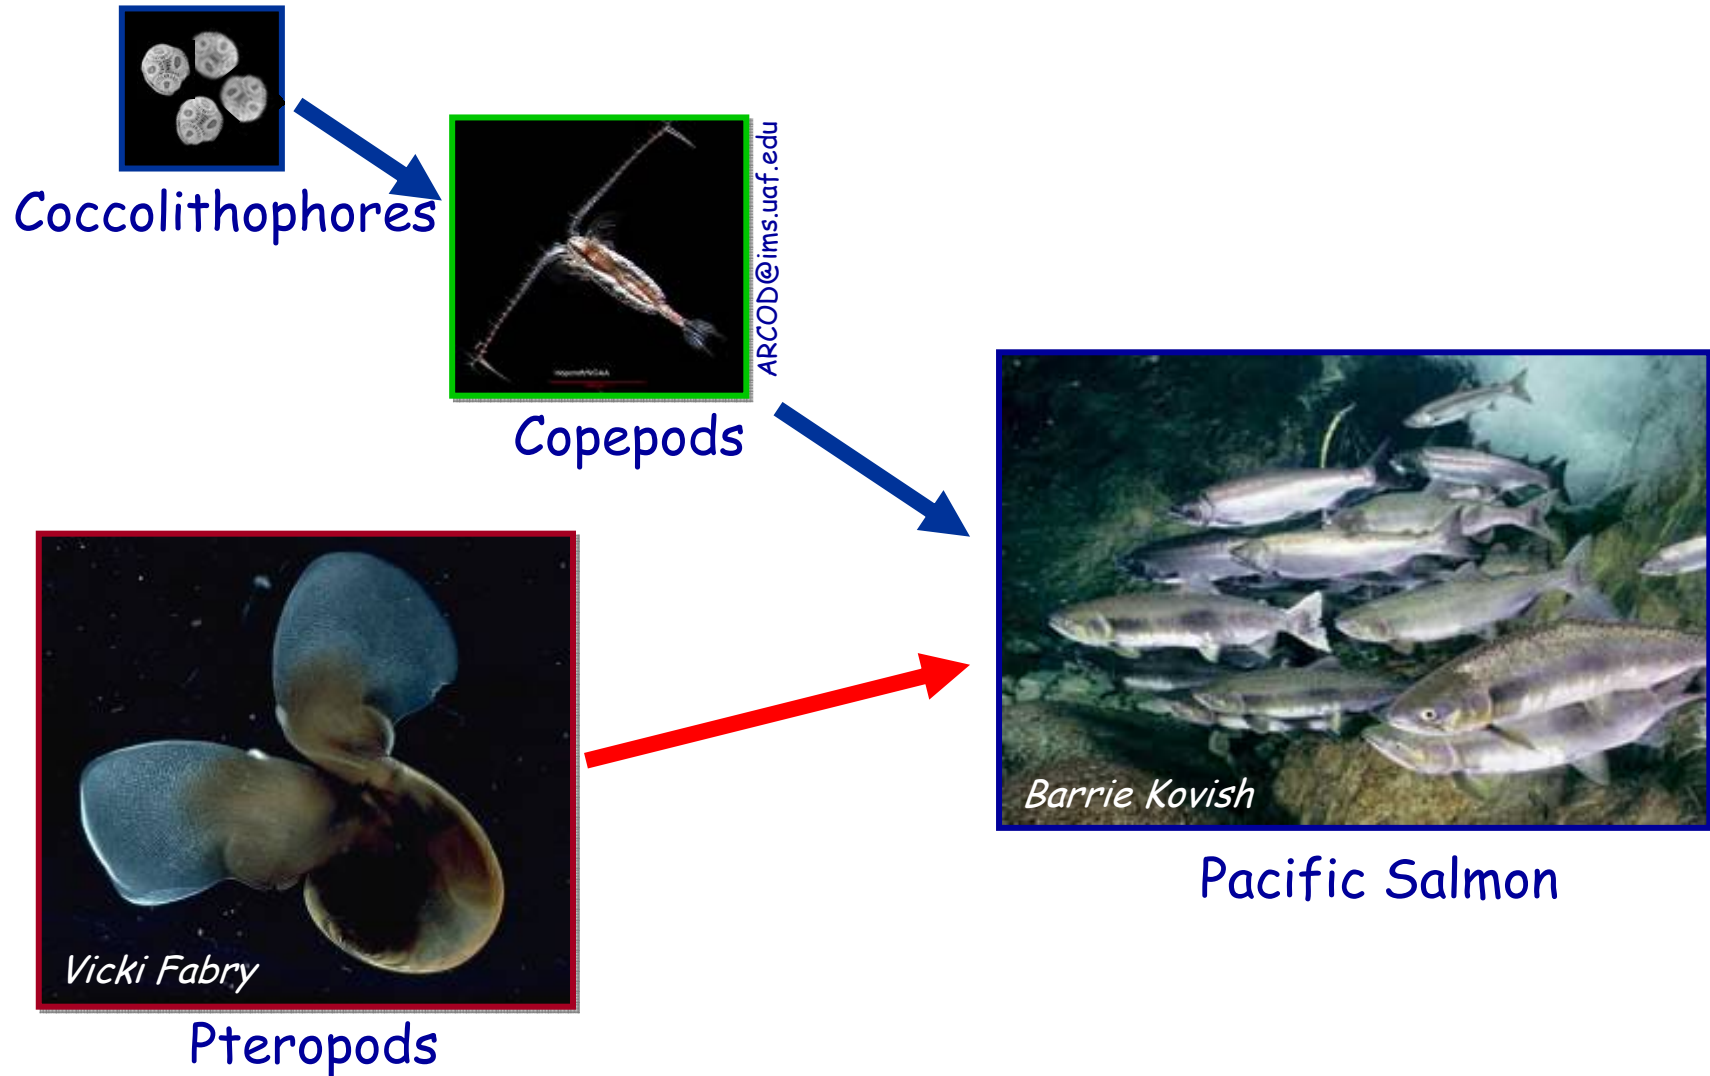 Coccolithophores
ARCOD@ims.uaf.edu
Copepods
Barrie Kovish
Pacific Salmon
Vicki Fabry
Pteropods